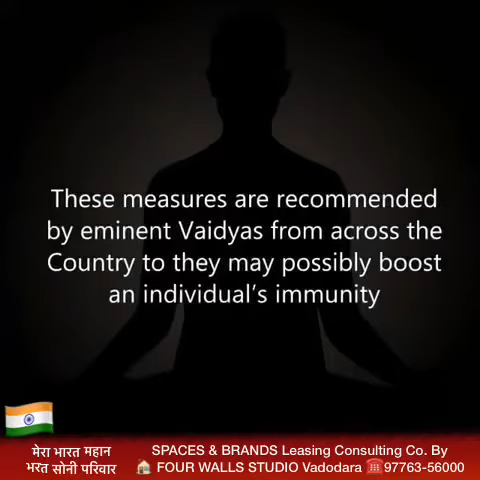 These measures are recommended
by eminent Vaidyas from across the
Country to they may possibly boost
an individual's immunity
मेरा भारत महान
भरत सोनी परिवार
SPACES & BRANDS Leasing Consulting Co. By
FOUR WALLS STUDIO Vadodara ☎97763-56000